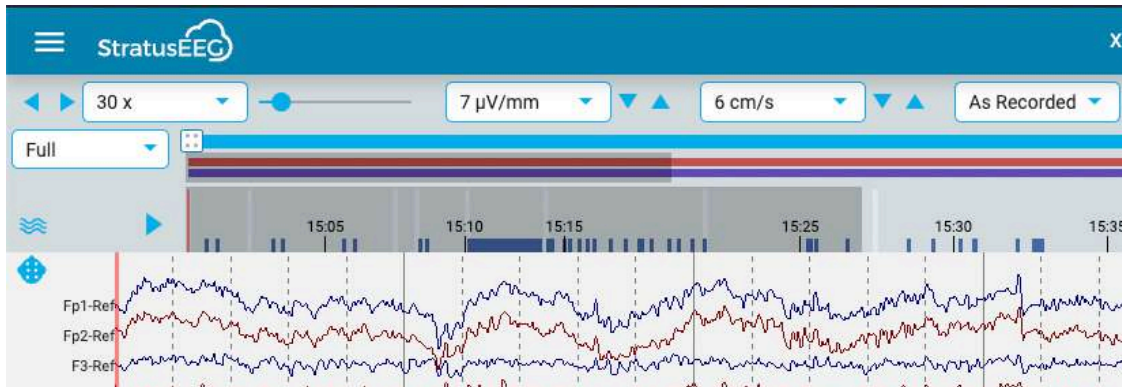 StratusEEG
X
30 x
7 µV/mm
6 cm/s
As Recorded
Full
15:05 15:10 15:15 15:25 15:30 15:35
Fp1-Ref
Fp2-Ref
F3-Ref